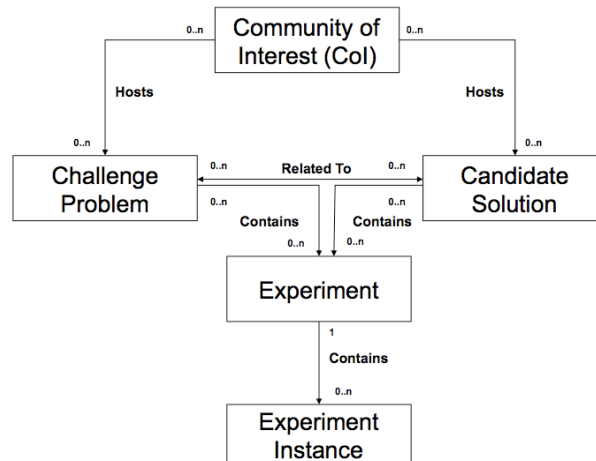 0..n
Community of
Interest (CoI)
0..n
Hosts
Hosts
0..n
0..n
Challenge
Problem
0..n
Related To
0..n
Candidate
Solution
0..n
0..n
Contains
Contains
0..n
0..n
Experiment
1
Contains
0..n
Experiment
Instance